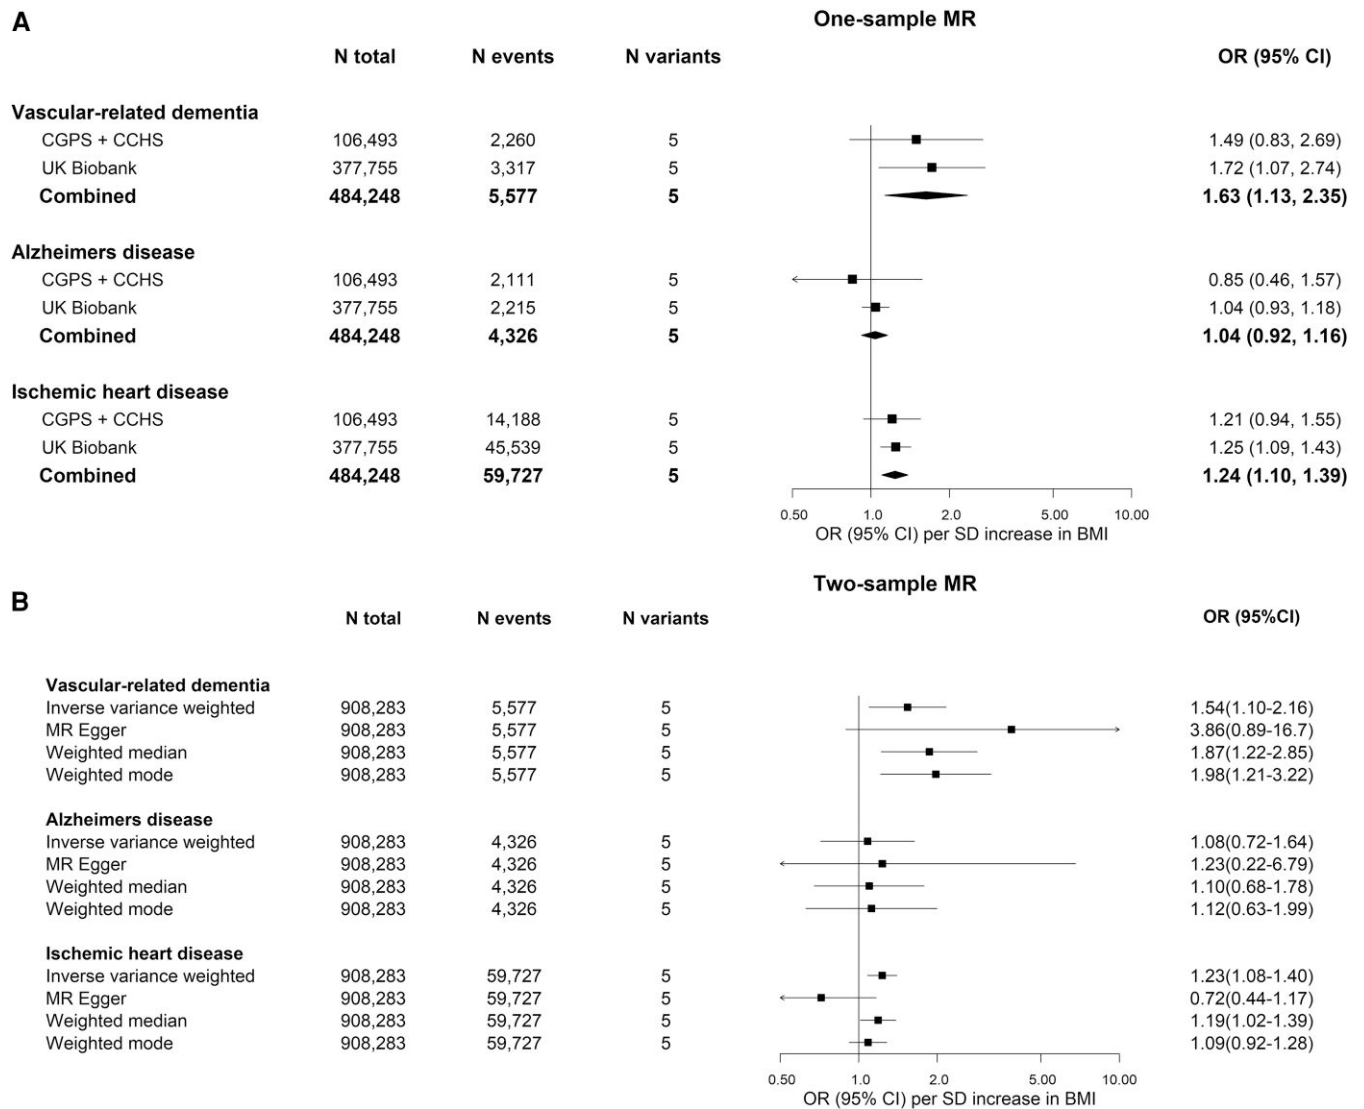 A
One-sample MR
N total N events N variants OR (95% CI)
Vascular-related dementia
CGPS + CCHS 106,493 2,260 5 1.49 (0.83, 2.69)
UK Biobank 377,755 3,317 5 1.72 (1.07, 2.74)
Combined 484,248 5,577 5 1.63 (1.13, 2.35)
Alzheimers disease
CGPS + CCHS 106,493 2,111 5 0.85 (0.46, 1.57)
UK Biobank 377,755 2,215 5 1.04 (0.93, 1.18)
Combined 484,248 4,326 5 1.04 (0.92, 1.16)
Ischemic heart disease
CGPS + CCHS 106,493 14,188 5 1.21 (0.94, 1.55)
UK Biobank 377,755 45,539 5 1.25 (1.09, 1.43)
Combined 484,248 59,727 5 1.24 (1.10, 1.39)
0.50 1.0 2.0 5.00 10.00
OR (95% CI) per SD increase in BMI
B
Two-sample MR
N total N events N variants OR (95%CI)
Vascular-related dementia
Inverse variance weighted 908,283 5,577 5 1.54(1.10-2.16)
MR Egger 908,283 5,577 5 3.86(0.89-16.7)
Weighted median 908,283 5,577 5 1.87(1.22-2.85)
Weighted mode 908,283 5,577 5 1.98(1.21-3.22)
Alzheimers disease
Inverse variance weighted 908,283 4,326 5 1.08(0.72-1.64)
MR Egger 908,283 4,326 5 1.23(0.22-6.79)
Weighted median 908,283 4,326 5 1.10(0.68-1.78)
Weighted mode 908,283 4,326 5 1.12(0.63-1.99)
Ischemic heart disease
Inverse variance weighted 908,283 59,727 5 1.23(1.08-1.40)
MR Egger 908,283 59,727 5 0.72(0.44-1.17)
Weighted median 908,283 59,727 5 1.19(1.02-1.39)
Weighted mode 908,283 59,727 5 1.09(0.92-1.28)
0.50 1.0 2.0 5.00 10.00
OR (95% CI) per SD increase in BMI